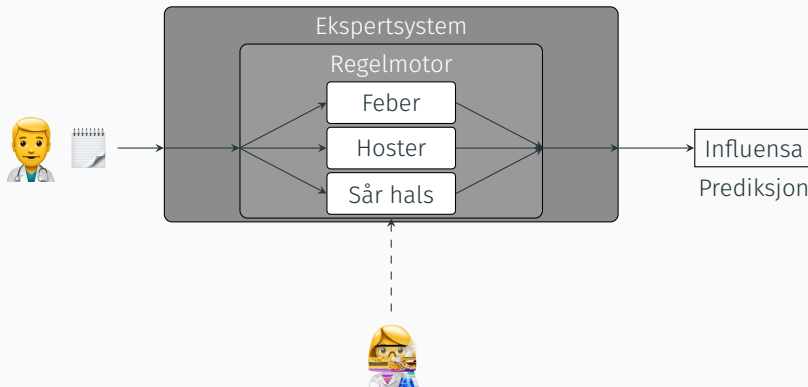 Ekspertsystem
Regelmotor
Feber
Hoster
Sår hals
Influensa
Prediksjon